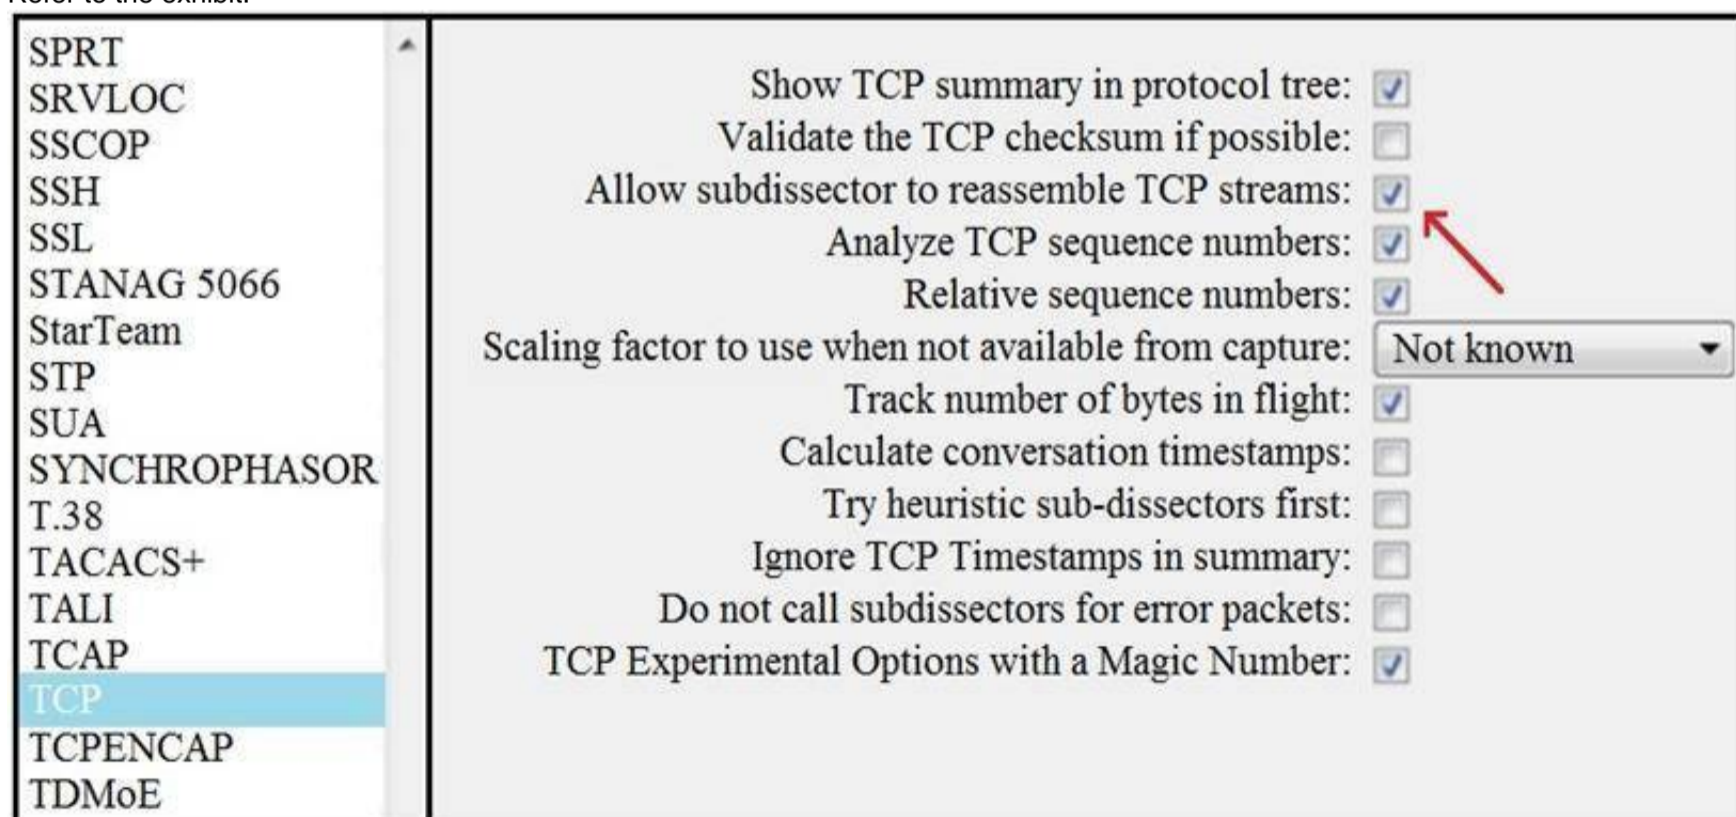 Refer to the exhibit.
SPRT
SRVLOC
SSCOP
SSH
SSL
STANAG 5066
StarTeam
STP
SUA
SYNCHROPHASOR
T.38
TACACS+
TALI
TCAP
TCP
TCPENCAP
TDMoE
Show TCP summary in protocol tree:
Validate the TCP checksum if possible:
Allow subdissector to reassemble TCP streams:
Analyze TCP sequence numbers:
Relative sequence numbers:
Scaling factor to use when not available from capture: Not known
Track number of bytes in flight:
Calculate conversation timestamps:
Try heuristic sub-dissectors first:
Ignore TCP Timestamps in summary:
Do not call subdissectors for error packets:
TCP Experimental Options with a Magic Number: